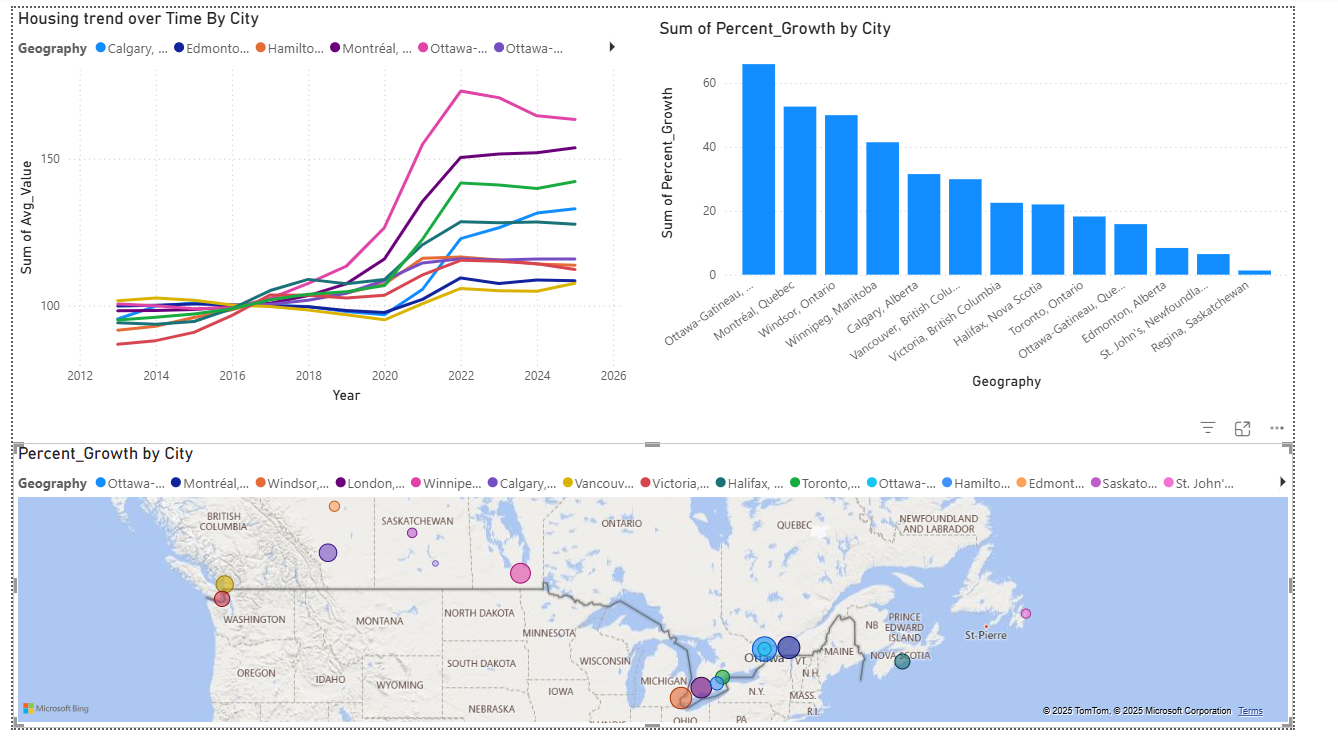 Housing trend over Time By City
Geography Calgary, ... Edmonto... Hamilto... Montréal, ... Ottawa-... Ottawa-...
Sum of Avg_Value
150
100
2012 2014 2016 2018 2020 2022 2024 2026
Year
Sum of Percent_Growth by City
Sum of Percent_Growth
60
40
20
0
Ottawa-Gatineau, ...
Montréal, Quebec
Windsor, Ontario
Winnipeg, Manitoba
Calgary, Alberta
Vancouver, British Colu...
Victoria, British Columbia
Halifax, Nova Scotia
Toronto, Ontario
Ottawa-Gatineau, Que...
Edmonton, Alberta
St. John's, Newfoundla...
Regina, Saskatchewan
Geography
Percent_Growth by City
Geography Ottawa-... Montréal,... Windsor,... London,... Winnipe... Calgary,... Vancouv... Victoria,... Halifax, ... Toronto,... Ottawa-... Hamilto... Edmont... Saskato... St. John'...
BRITISH
COLUMBIA
SASKATCHEWAN
ONTARIO
QUEBEC
NEWFOUNDLAND
AND LABRADOR
WASHINGTON
MONTANA
NORTH DAKOTA
MINNESOTA
NB
PRINCE
EDWARD
ISLAND
St-Pierre
OREGON
IDAHO
WYOMING
SOUTH DAKOTA
WISCONSIN
MICHIGAN
Ottawa
VT.
MAINE
NOVA SCOTIA
N.H.
NEBRASKA
IOWA
N.Y.
MASS.
R.I.
OHIO
PA
Microsoft Bing
© 2025 TomTom, © 2025 Microsoft Corporation Terms